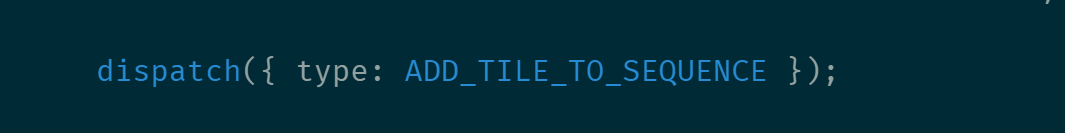 dispatch({ type: ADD_TILE_TO_SEQUENCE });